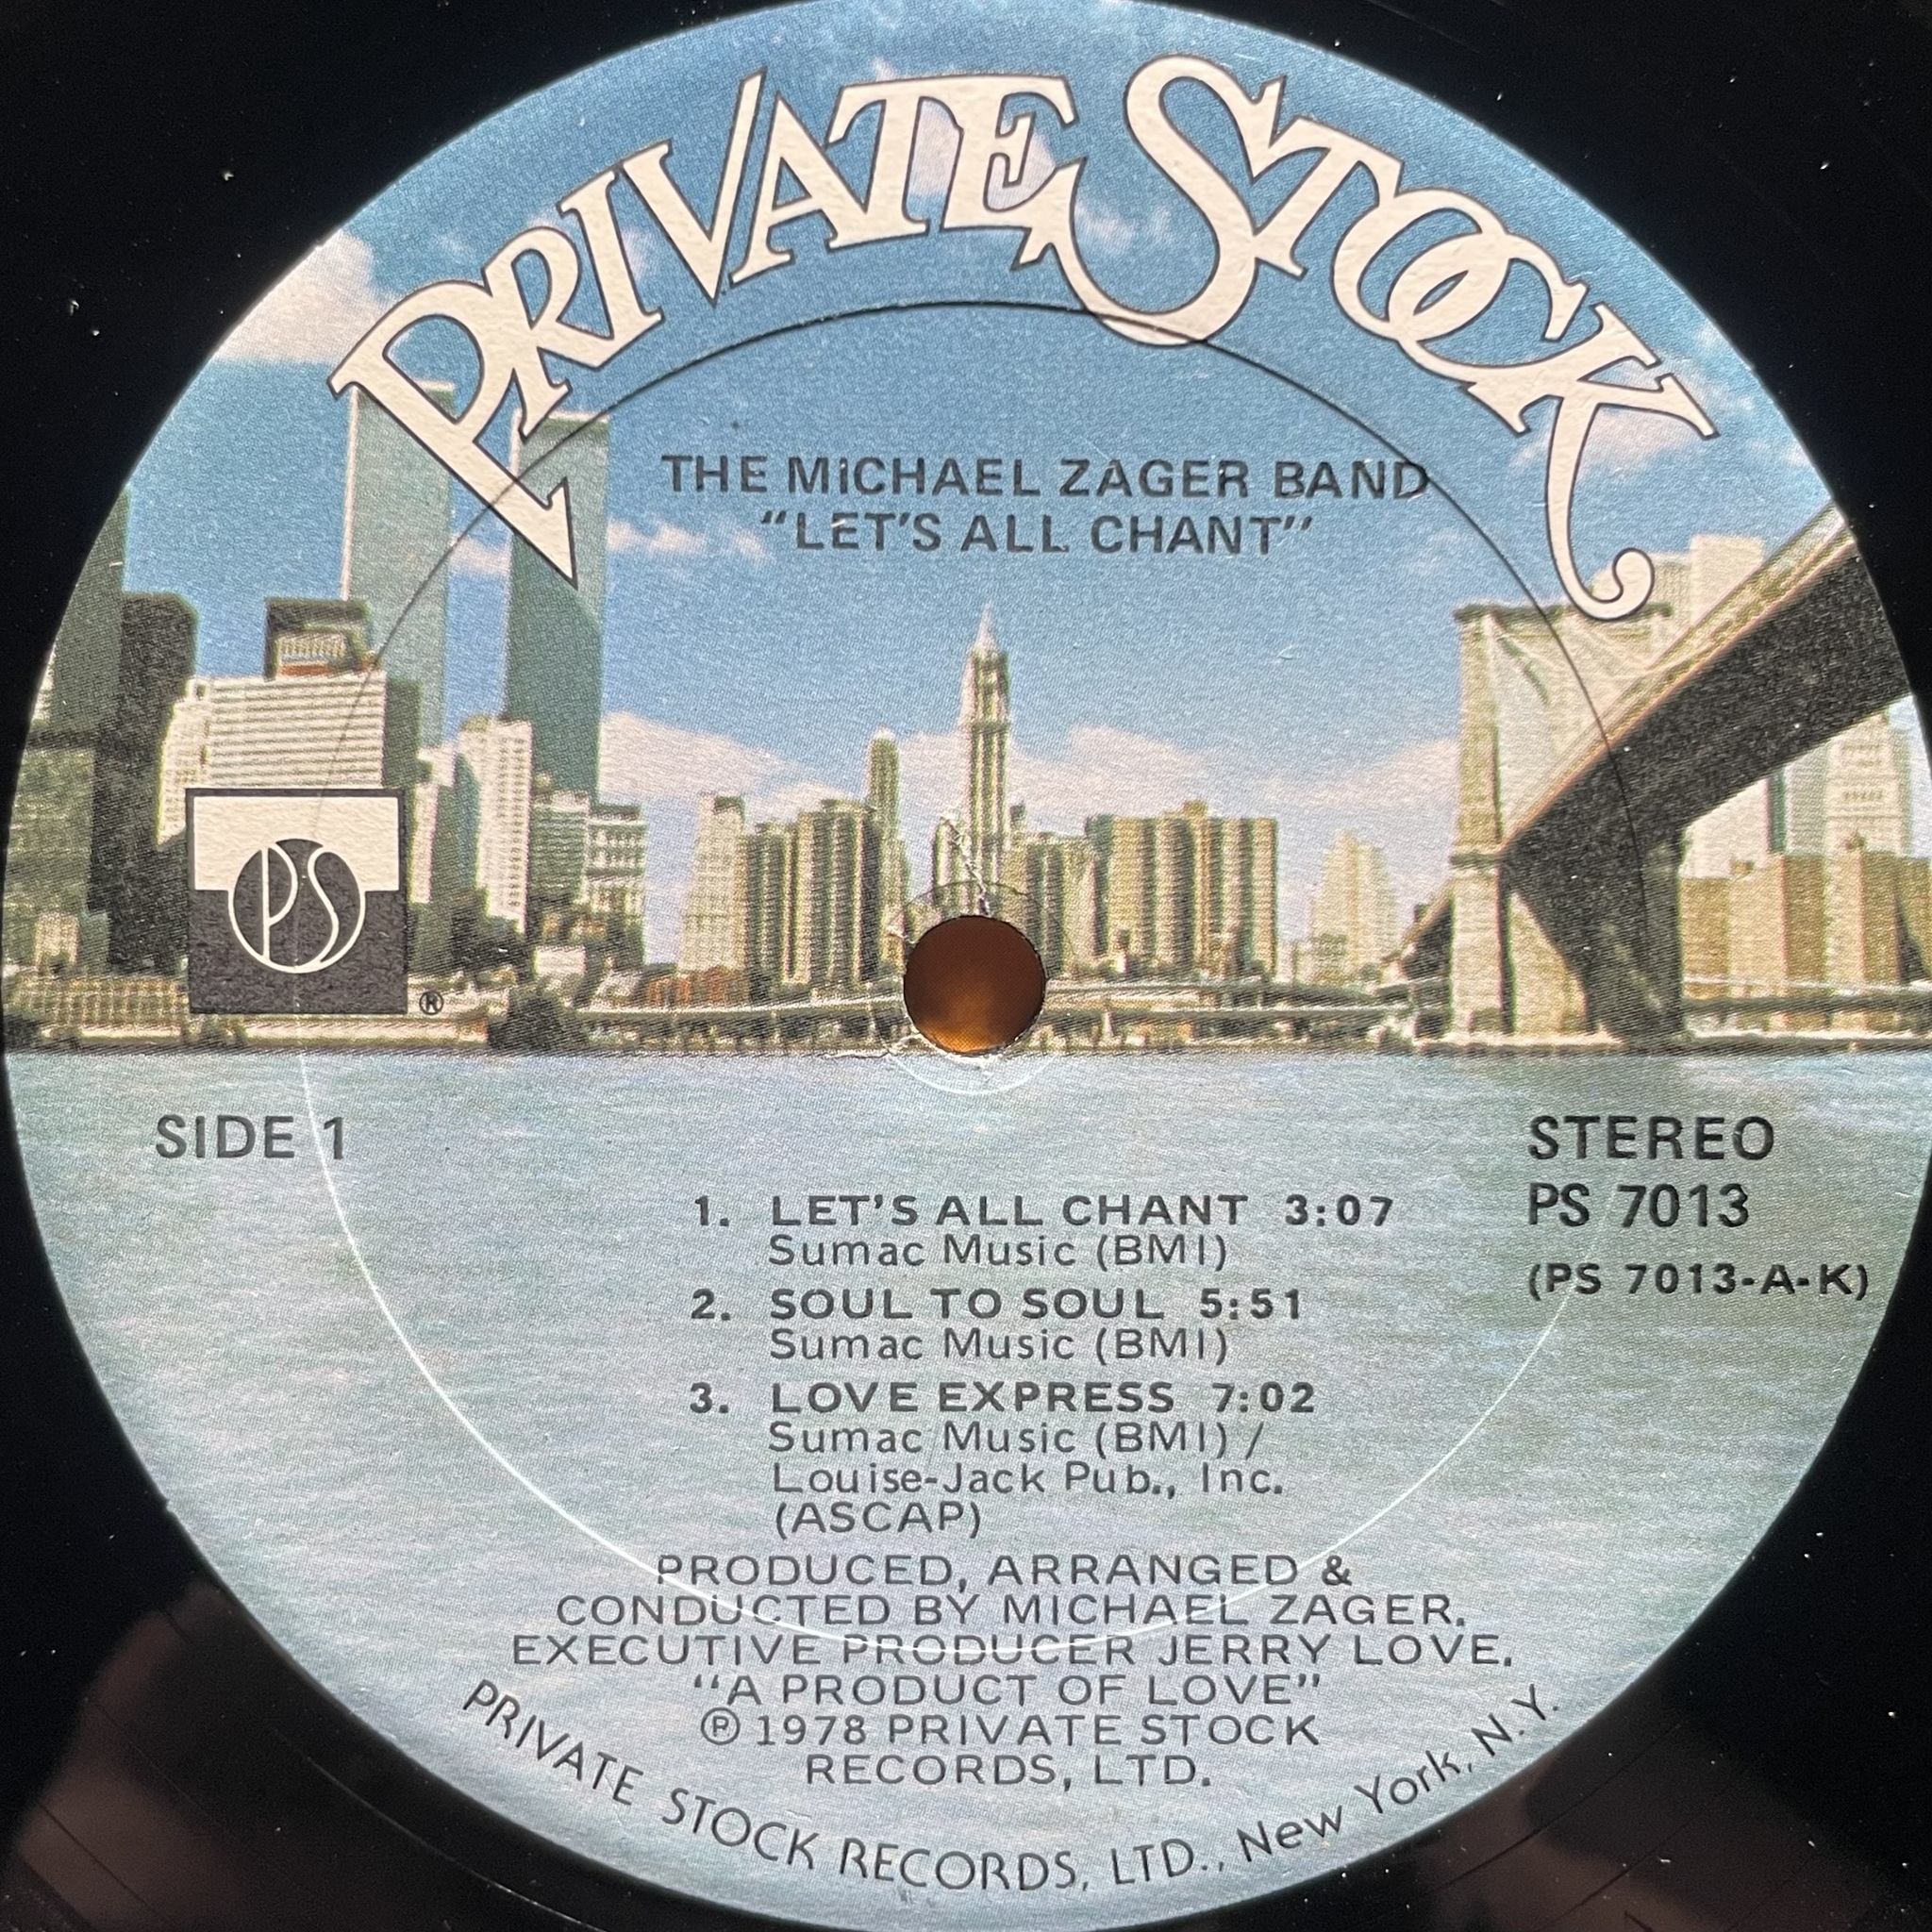 PRIVATE STOCK
THE MICHAEL ZAGER BAND
"LET'S ALL CHANT"
PS
®
SIDE 1
STEREO
PS 7013
(PS 7013-A-K)
1. LET'S ALL CHANT 3:07
Sumac Music (BMI)
2. SOUL TO SOUL 5:51
Sumac Music (BMI)
3. LOVE EXPRESS 7:02
Sumac Music (BMI) /
Louise-Jack Pub., Inc.
(ASCAP)
PRODUCED, ARRANGED &
CONDUCTED BY MICHAEL ZAGER.
EXECUTIVE PRODUCER JERRY LOVE.
"A PRODUCT OF LOVE"
Ⓟ 1978 PRIVATE STOCK
RECORDS, LTD.
PRIVATE STOCK RECORDS, LTD., New York, N.Y.